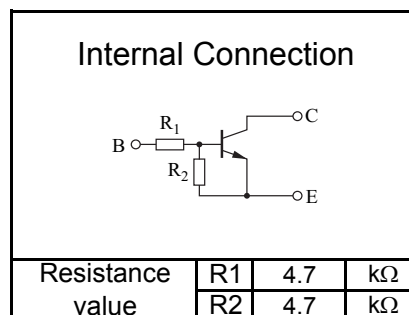 Internal Connection
C
R1
B
R2
E
Resistance value R1 4.7 kΩ
R2 4.7 kΩ